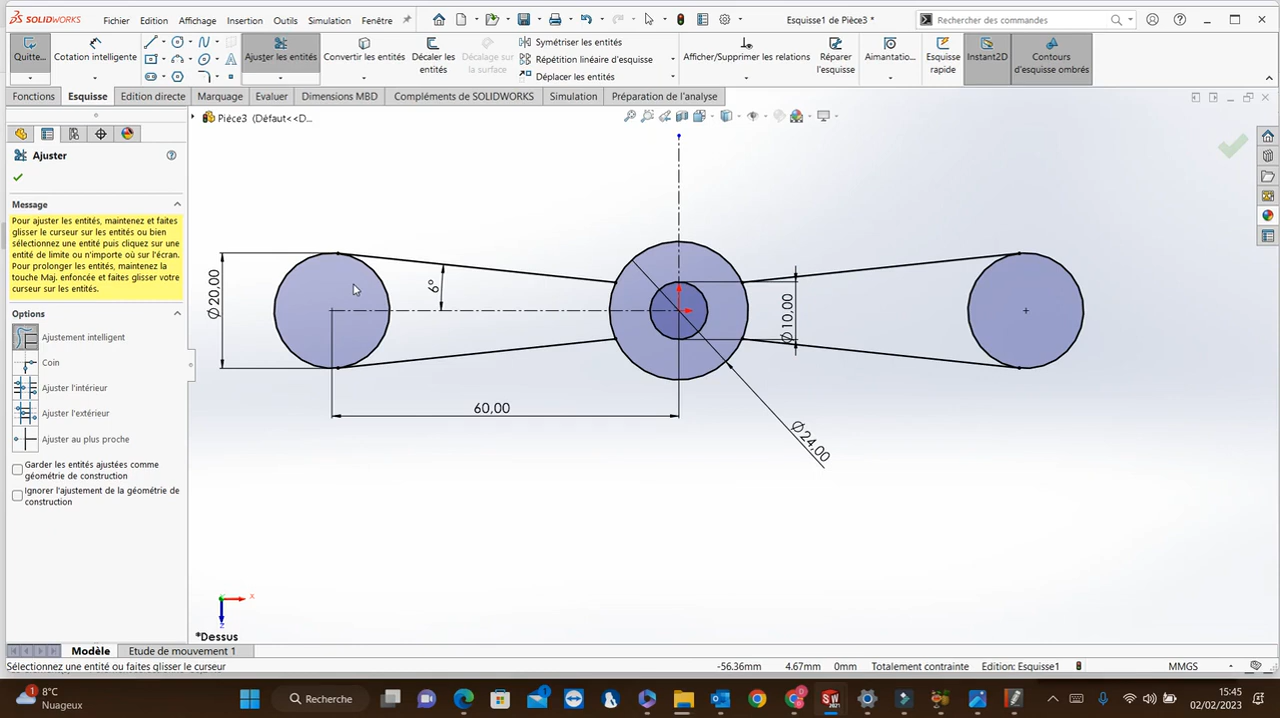 SOLIDWORKS Fichier Edition Affichage Insertion Outils Simulation Fenêtre Esquisse1 de Pièce3 * Rechercher des commandes
Quitte... Cotation intelligente Ajuster les entités Convertir les entités Décaler les entités Décalage sur la surface Symétriser les entités Répétition linéaire d'esquisse Déplacer les entités Afficher/Supprimer les relations Réparer l'esquisse Aimantation... Esquisse rapide Instant2D Contours d'esquisse ombrés
Fonctions Esquisse Edition directe Marquage Evaluer Dimensions MBD Compléments de SOLIDWORKS Simulation Préparation de l'analyse
Pièce3 (Défaut<<D...
Ajuster
Message
Pour ajuster les entités, maintenez et faites
glisser le curseur sur les entités ou bien
sélectionnez une entité puis cliquez sur une
entité de limite ou n'importe où sur l'écran.
Pour prolonger les entités, maintenez la
touche Maj. enfoncée et faites glisser votre
curseur sur les entités.
Options
Ajustement intelligent
Coin
Ajuster l'intérieur
Ajuster l'extérieur
Ajuster au plus proche
Garder les entités ajustées comme
géométrie de construction
Ignorer l'ajustement de la géométrie de
construction
∅20,00
6°
∅10,00
60,00
∅24,00
x
z
*Dessus
Modèle Etude de mouvement 1
Sélectionnez une entité ou faites glisser le curseur -56.36mm 4.67mm 0mm Totalement contrainte Edition: Esquisse1 MMGS
1 8°C
Nuageux
Recherche
15:45
02/02/2023